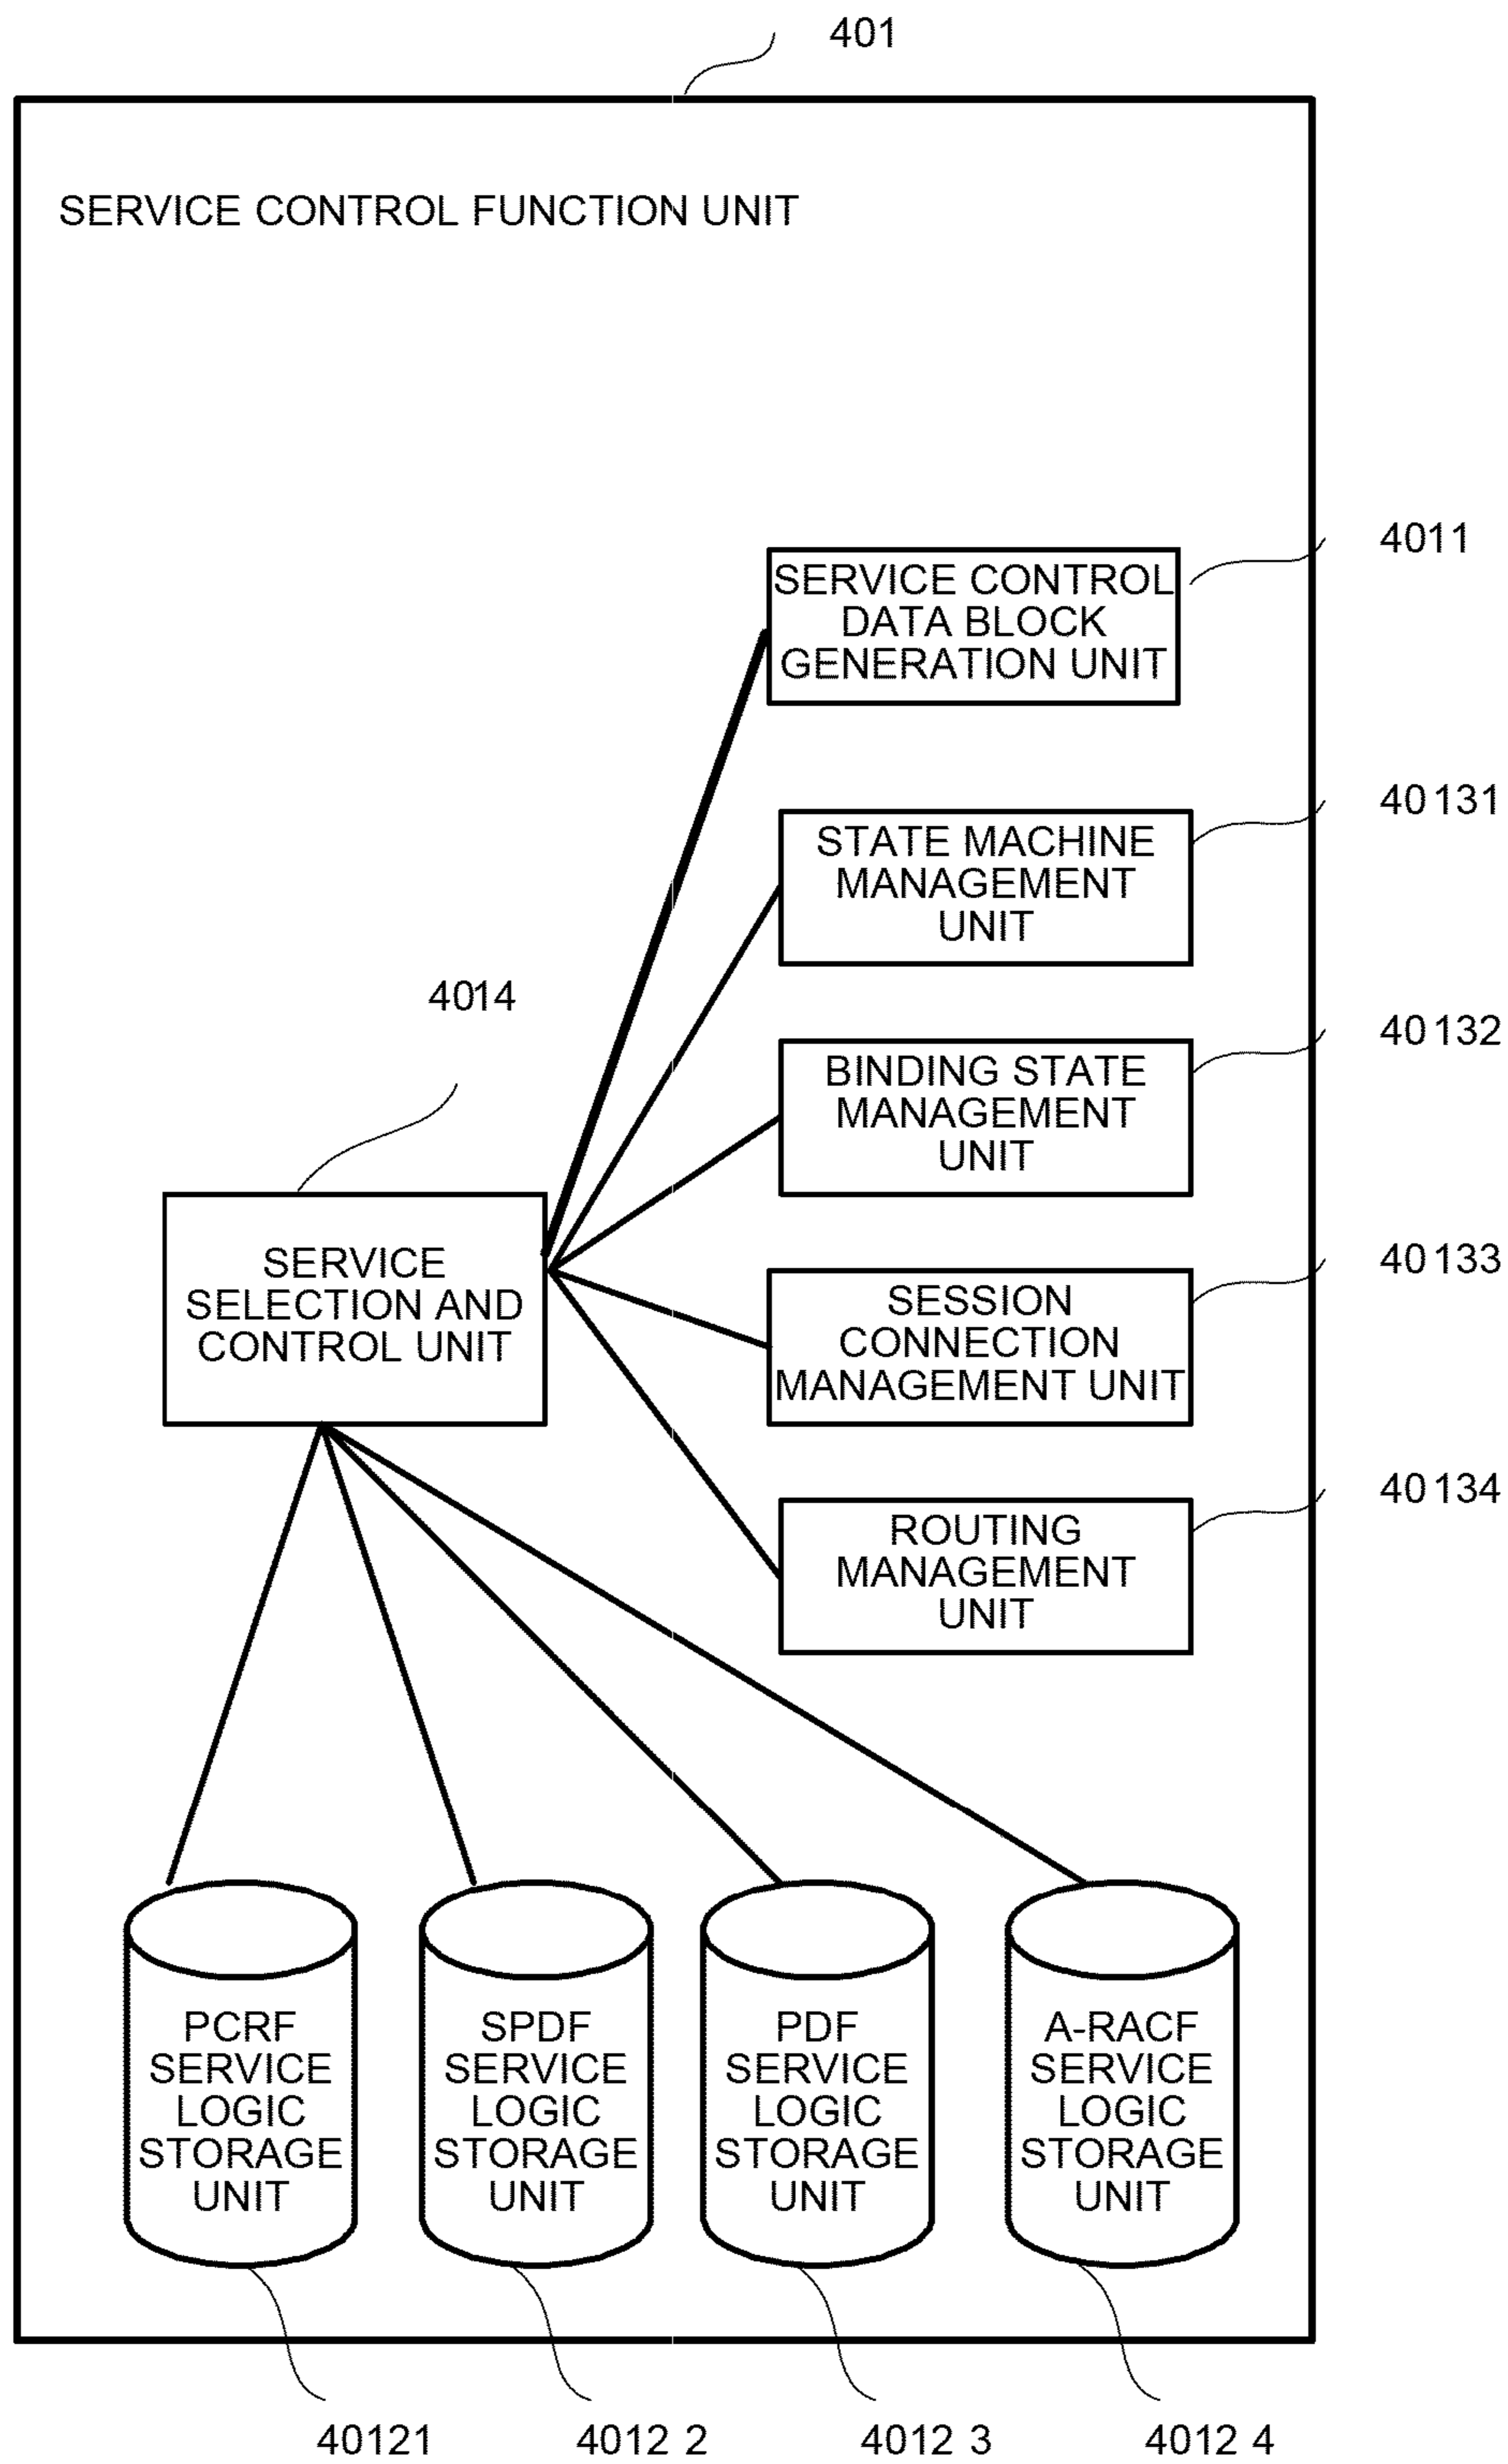 401
SERVICE CONTROL FUNCTION UNIT
4011
SERVICE CONTROL
DATA BLOCK
GENERATION UNIT
40131
STATE MACHINE
MANAGEMENT
UNIT
4014
40132
BINDING STATE
MANAGEMENT
UNIT
SERVICE
SELECTION AND
CONTROL UNIT
40133
SESSION
CONNECTION
MANAGEMENT UNIT
40134
ROUTING
MANAGEMENT
UNIT
PCRF
SERVICE
LOGIC
STORAGE
UNIT
SPDF
SERVICE
LOGIC
STORAGE
UNIT
PDF
SERVICE
LOGIC
STORAGE
UNIT
A-RACF
SERVICE
LOGIC
STORAGE
UNIT
40121
4012 2
4012 3
4012 4